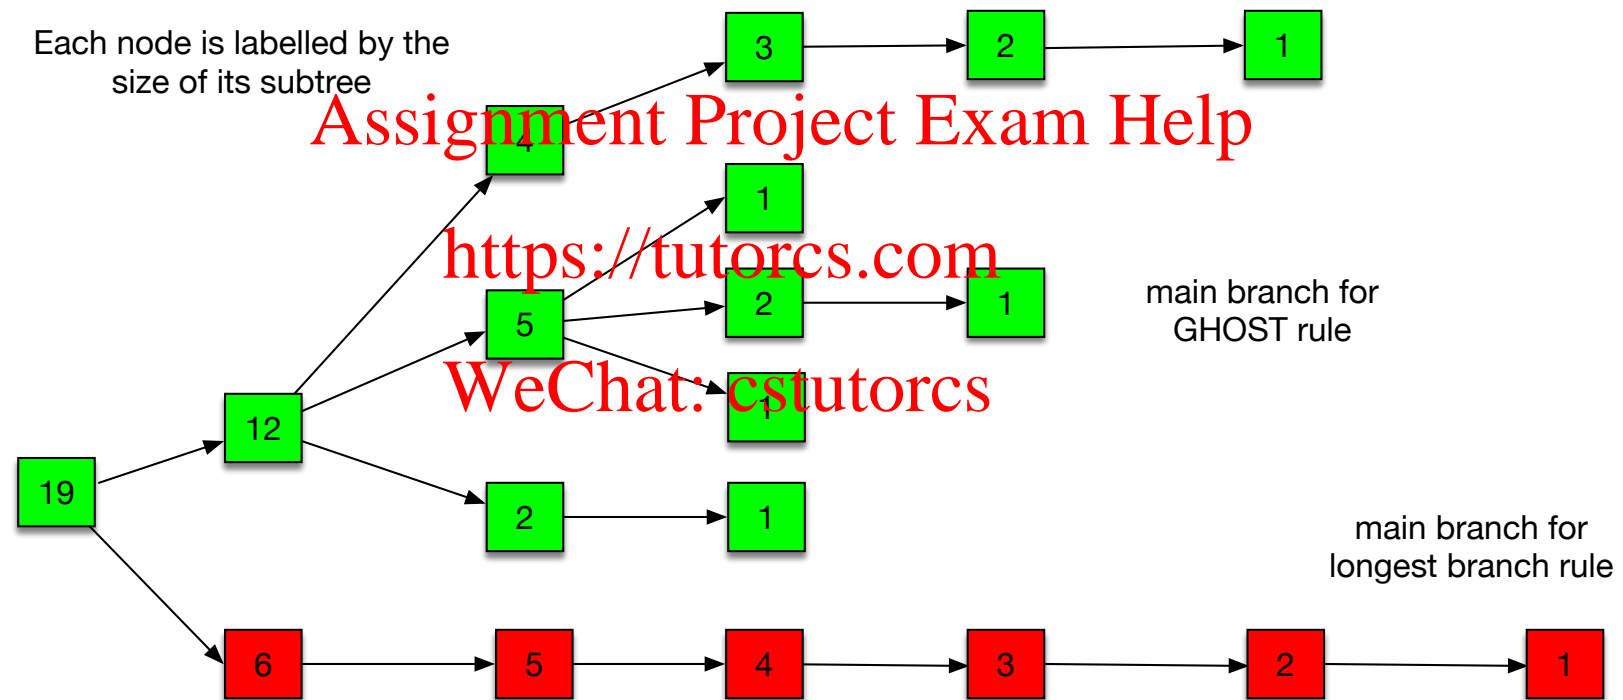 Each node is labelled by the
size of its subtree
3
2
1
Assignment Project Exam Help
4
1
https://tutorcs.com
5
2
1
main branch for
GHOST rule
WeChat: cstutorcs
1
12
19
2
1
main branch for
longest branch rule
6
5
4
3
2
1